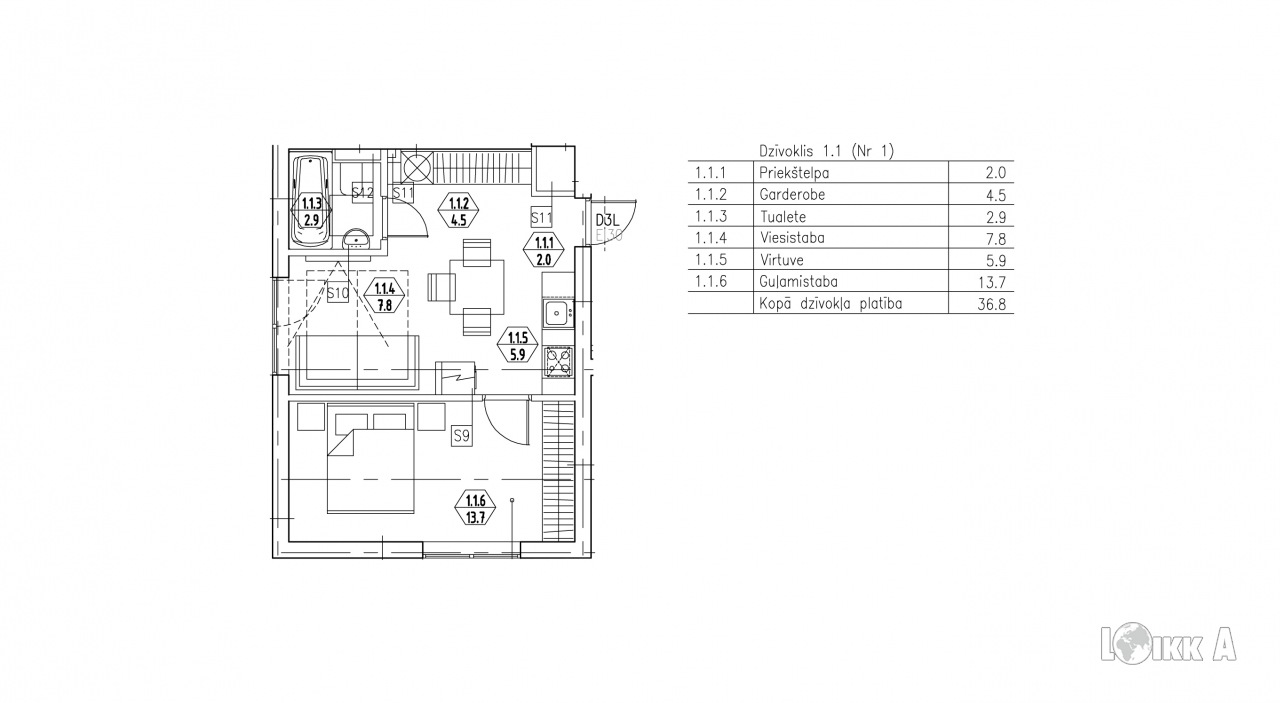 S12
S11
1.1.3
2.9
1.1.2
4.5
S11
D3L
EI30
1.1.1
2.0
S10
1.1.4
7.8
1.1.5
5.9
S9
1.1.6
13.7
Dzīvoklis 1.1 (Nr 1)
1.1.1 Priekštelpa 2.0
1.1.2 Garderobe 4.5
1.1.3 Tualete 2.9
1.1.4 Viesistaba 7.8
1.1.5 Virtuve 5.9
1.1.6 Guļamistaba 13.7
Kopā dzīvokļa platība 36.8
LOIKK A